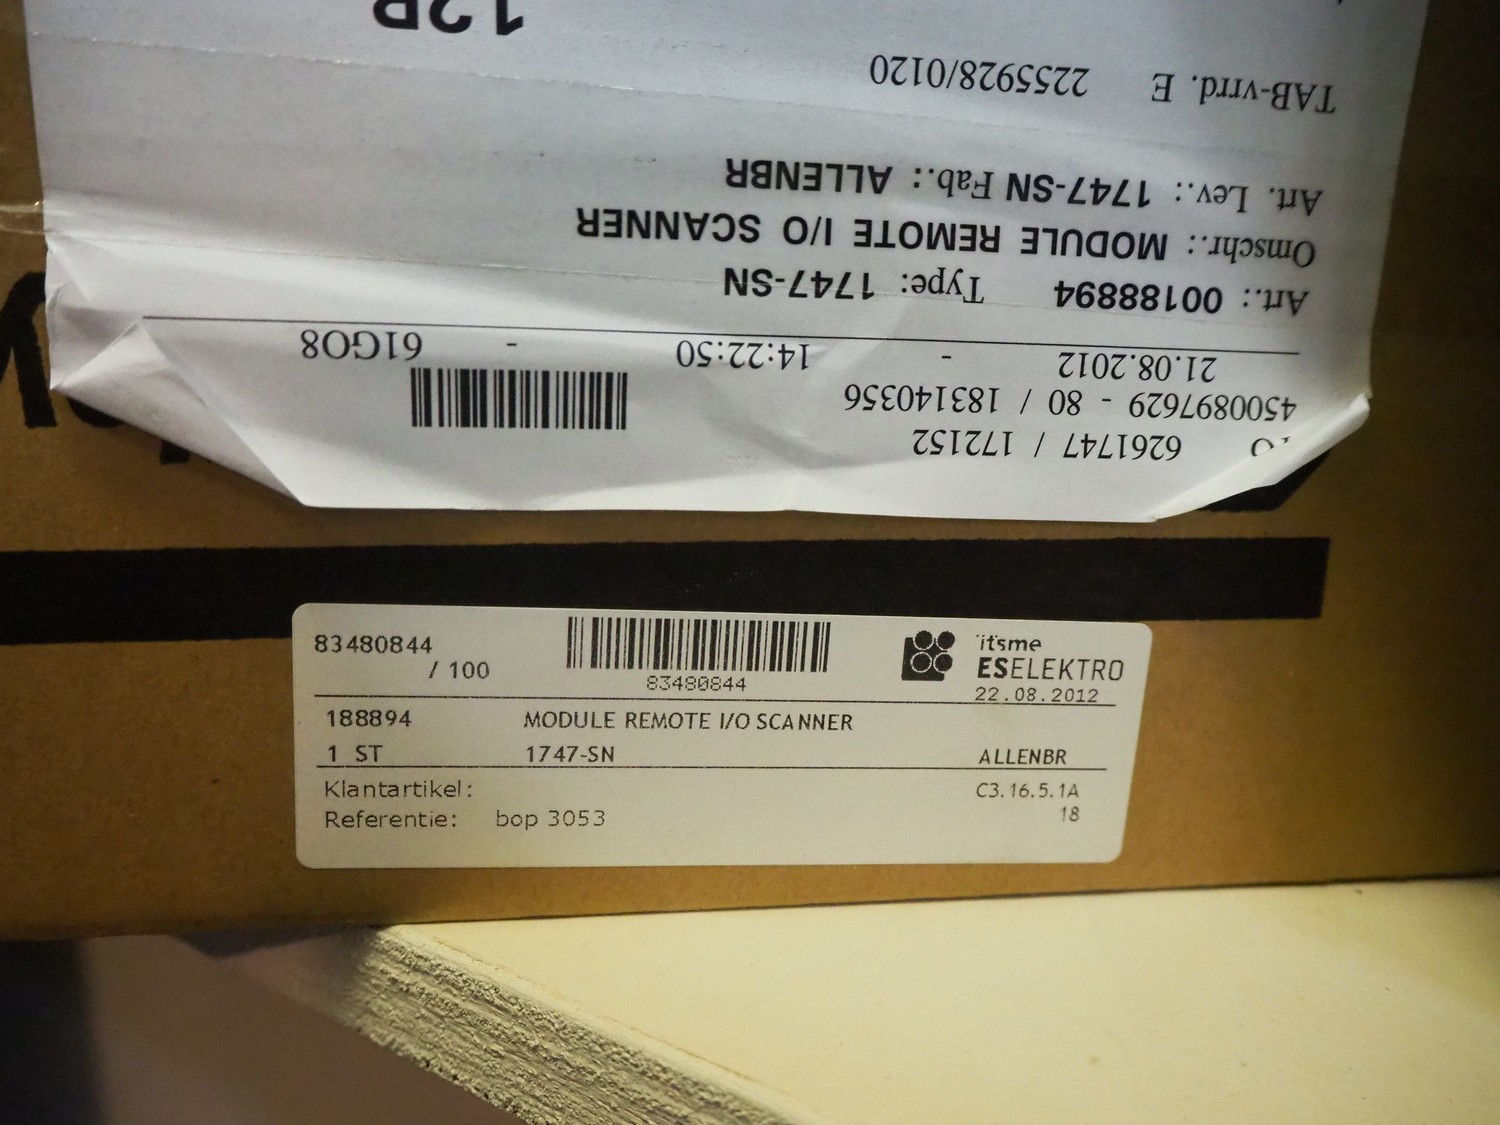 6261747 / 172152
4500897629 - 80 / 183140356
21.08.2012 - 14:22:50 - 61GO8
Art.: 00188894 Type: 1747-SN
Omschr.: MODULE REMOTE I/O SCANNER
Art. Lev.: 1747-SN Fab.: ALLENBR
TAB-vrrd. E 2255928/0120
83480844
/ 100
83480844
itsme
ESELEKTRO
22.08.2012
188894 MODULE REMOTE I/O SCANNER
1 ST 1747-SN ALLENBR
Klantartikel: C3.16.5.1A
Referentie: bop 3053 18